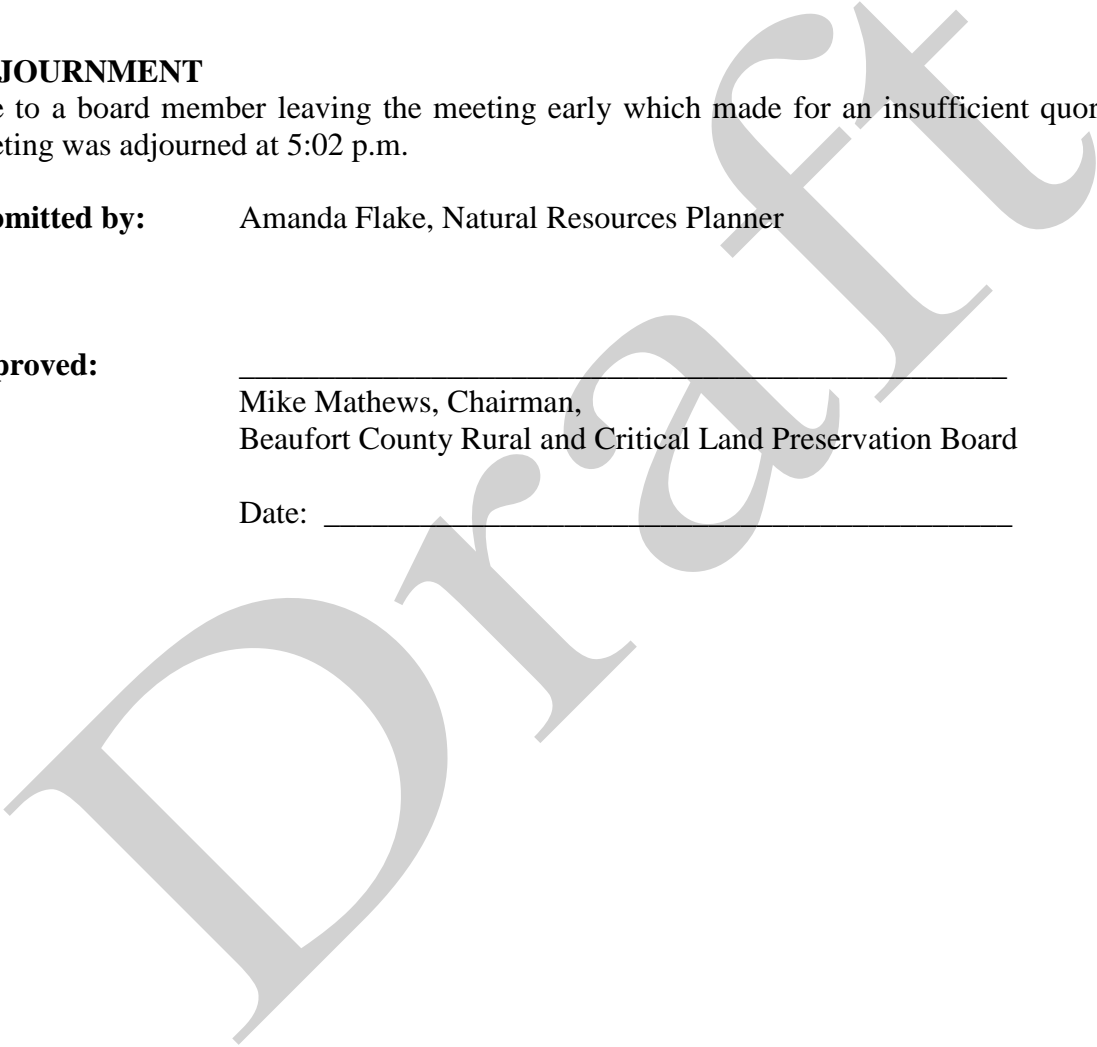 JOURNMENT
e to a board member leaving the meeting early which made for an insufficient quor
eting was adjourned at 5:02 p.m.
omitted by: Amanda Flake, Natural Resources Planner
proved: ________________________________________________
Mike Mathews, Chairman,
Beaufort County Rural and Critical Land Preservation Board
Date: ___________________________________________
Draft